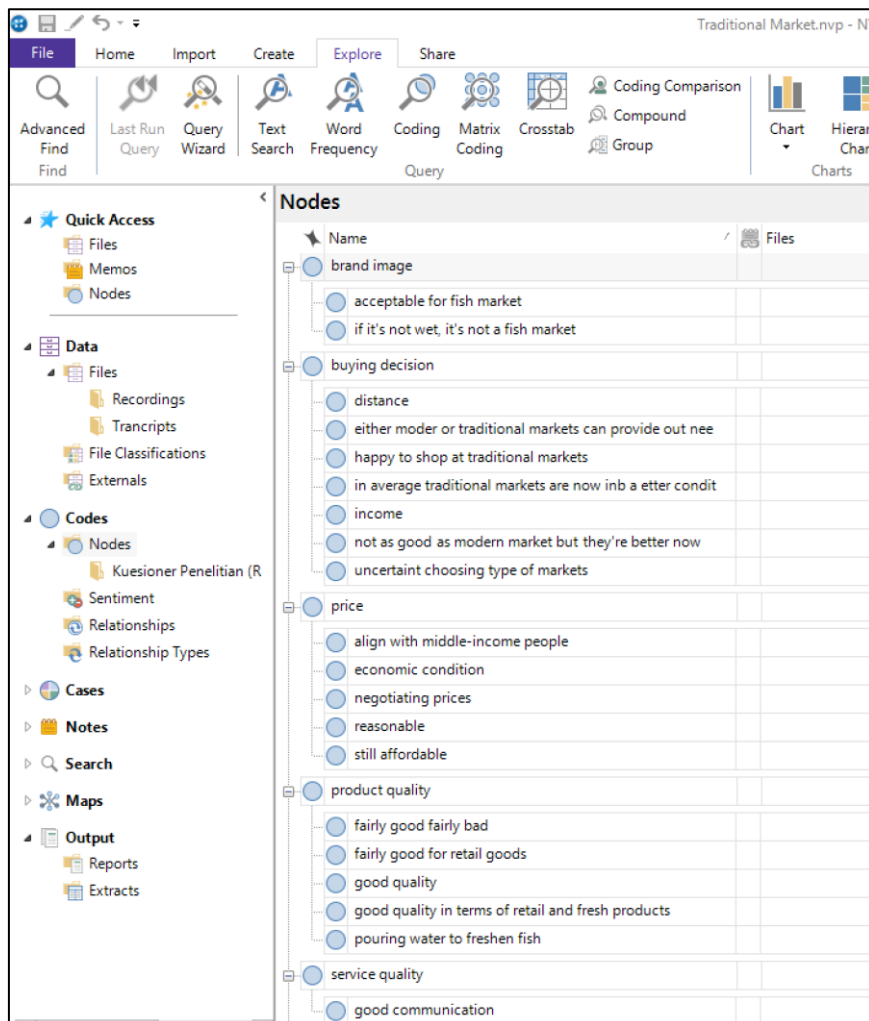 Traditional Market.nvp - N
File Home Import Create Explore Share
Advanced Find
Last Run Query
Query Wizard
Text Search
Word Frequency
Coding
Matrix Coding
Crosstab
Coding Comparison
Compound
Group
Chart
Hierar
Char
Find
Query
Charts
Quick Access
Files
Memos
Nodes
Data
Files
Recordings
Trancripts
File Classifications
Externals
Codes
Nodes
Kuesioner Penelitian (R
Sentiment
Relationships
Relationship Types
Cases
Notes
Search
Maps
Output
Reports
Extracts
Nodes
Name Files
brand image
acceptable for fish market
if it's not wet, it's not a fish market
buying decision
distance
either moder or traditional markets can provide out nee
happy to shop at traditional markets
in average traditional markets are now inb a etter condit
income
not as good as modern market but they're better now
uncertaint choosing type of markets
price
align with middle-income people
economic condition
negotiating prices
reasonable
still affordable
product quality
fairly good fairly bad
fairly good for retail goods
good quality
good quality in terms of retail and fresh products
pouring water to freshen fish
service quality
good communication